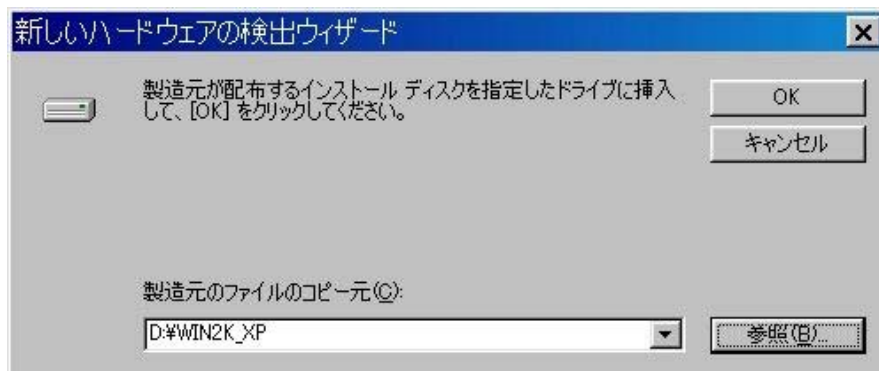 新しいハードウェアの検出ウィザード
製造元が配布するインストール ディスクを指定したドライブに挿入
して、[OK] をクリックしてください。
OK
キャンセル
製造元のファイルのコピー元(C):
D:¥WIN2K_XP
参照(B)...